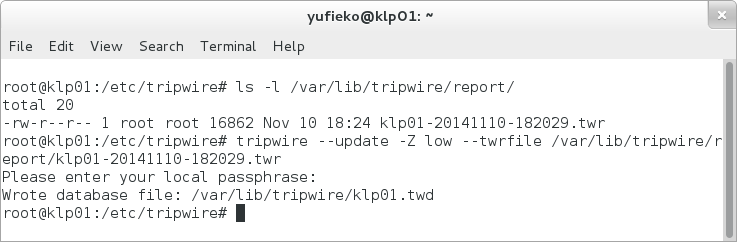 yufieko@klp01: ~
File Edit View Search Terminal Help
root@klp01:/etc/tripwire# ls -l /var/lib/tripwire/report/
total 20
-rw-r--r-- 1 root root 16862 Nov 10 18:24 klp01-20141110-182029.twr
root@klp01:/etc/tripwire# tripwire --update -Z low --twrfile /var/lib/tripwire/r
eport/klp01-20141110-182029.twr
Please enter your local passphrase:
Wrote database file: /var/lib/tripwire/klp01.twd
root@klp01:/etc/tripwire#